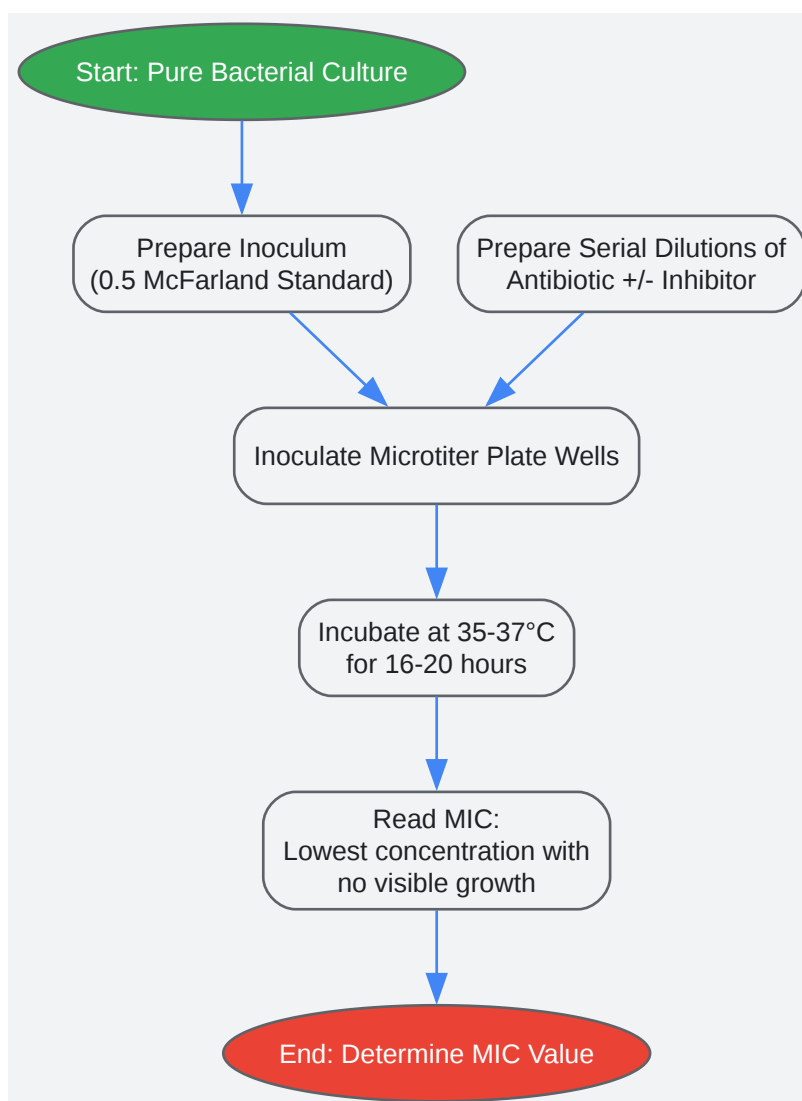 Start: Pure Bacterial Culture
Prepare Inoculum
(0.5 McFarland Standard)
Prepare Serial Dilutions of
Antibiotic +/- Inhibitor
Inoculate Microtiter Plate Wells
Incubate at 35-37°C
for 16-20 hours
Read MIC:
Lowest concentration with
no visible growth
End: Determine MIC Value